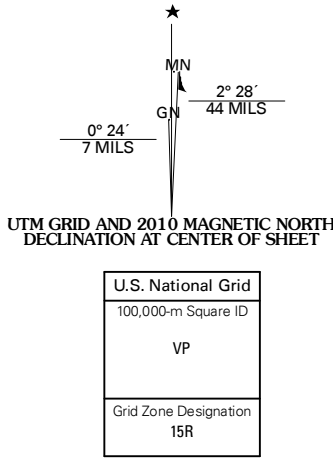 MN
2° 28´
44 MILS
GN
0° 24´
7 MILS
UTM GRID AND 2010 MAGNETIC NORTH
DECLINATION AT CENTER OF SHEET
U.S. National Grid
100,000-m Square ID
VP
Grid Zone Designation
15R